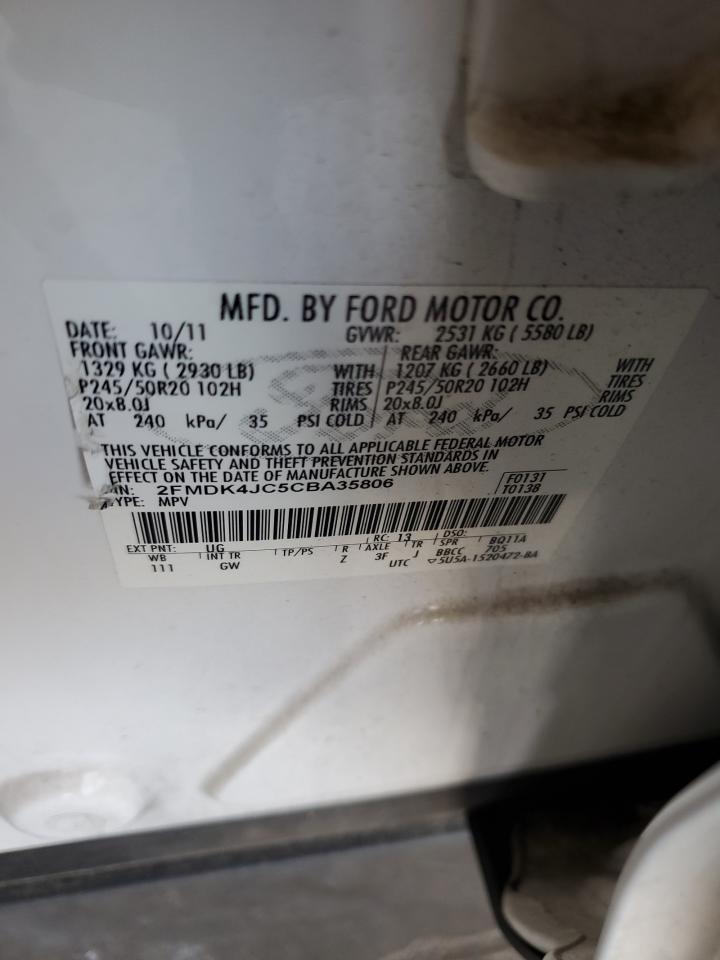 MFD. BY FORD MOTOR CO.
DATE: 10/11 GVWR: 2531 KG ( 5580 LB)
FRONT GAWR: REAR GAWR:
1329 KG ( 2930 LB) WITH 1207 KG ( 2660 LB) WITH
P245/50R20 102H TIRES P245/50R20 102H TIRES
20x8.0J RIMS 20x8.0J RIMS
AT 240 kPa/ 35 PSI COLD AT 240 kPa/ 35 PSI COLD
THIS VEHICLE CONFORMS TO ALL APPLICABLE FEDERAL MOTOR
VEHICLE SAFETY AND THEFT PREVENTION STANDARDS IN
EFFECT ON THE DATE OF MANUFACTURE SHOWN ABOVE.
IN: 2FMDK4JC5CBA35806 F0131
TYPE: MPV T0138
EXT PNT: UG RC: 13 DSO:
WB INT TR TP/PS R AXLE TR SPR BQ11A
111 GW Z 3F J BBCC 705
UTC ▽5U5A-1520472-BA